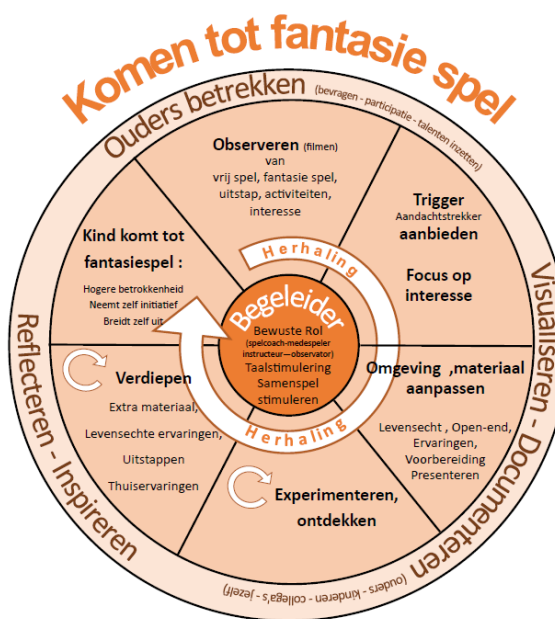 Komen tot fantasie spel
Ouders betrekken (bevragen - participatie - talenten inzetten)
Observeren (filmen)
van
vrij spel, fantasie spel,
uitstap, activiteiten,
interesse
Trigger
Aandachtstrekker
aanbieden
Focus op
interesse
Omgeving ,materiaal
aanpassen
Levensecht , Open-end,
Ervaringen,
Voorbereiding
Presenteren
Experimenteren,
ontdekken
Verdiepen
Extra materiaal,
Levensechte ervaringen,
Uitstappen
Thuiservaringen
Kind komt tot
fantasiespel :
Hogere betrokkenheid
Neemt zelf initiatief
Breidt zelf uit
Herhaling
Begeleider
Bewuste Rol
(spelcoach-medespeler
instructeur—observator)
Taalstimulering
Samenspel
stimuleren
Herhaling
Visualiseren - Documenteren
(ouders - kinderen - collega's - jezelf)
Reflecteren - Inspireren